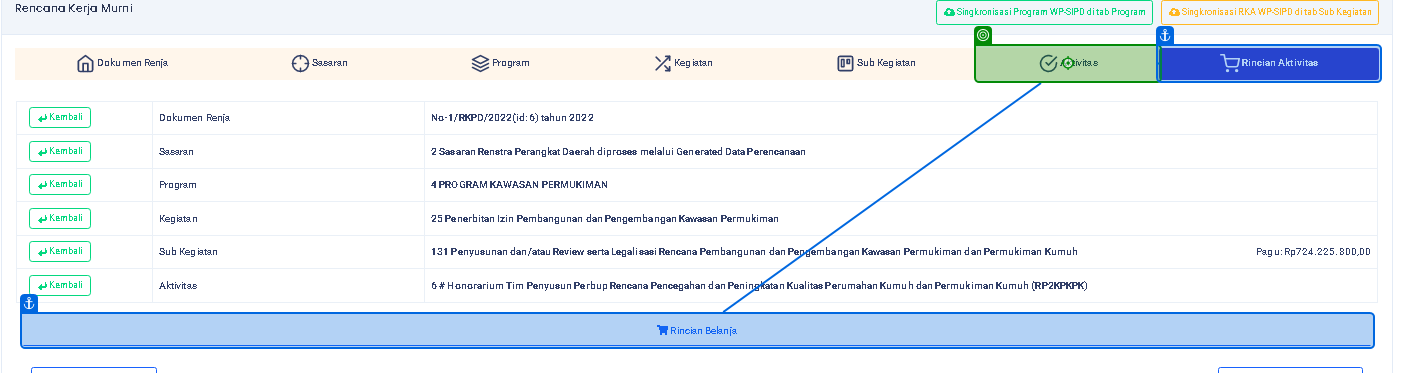 Rencana Kerja Murni
Singkronisasi Program WP-SIPD di tab Program
Singkronisasi RKA WP-SIPD di tab Sub Kegiatan
Dokumen Renja
Sasaran
Program
Kegiatan
Sub Kegiatan
Aktivitas
Rincian Aktivitas
Kembali Dokumen Renja No-1/RKPD/2022(id: 6) tahun 2022
Kembali Sasaran 2 Sasaran Renstra Perangkat Daerah diproses melalui Generated Data Perencanaan
Kembali Program 4 PROGRAM KAWASAN PERMUKIMAN
Kembali Kegiatan 25 Penerbitan Izin Pembangunan dan Pengembangan Kawasan Permukiman
Kembali Sub Kegiatan 131 Penyusunan dan/atau Review serta Legalisasi Rencana Pembangunan dan Pengembangan Kawasan Permukiman dan Permukiman Kumuh Pagu: Rp724.225.800,00
Kembali Aktivitas 6 # Honorarium Tim Penyusun Perbup Rencana Pencegahan dan Peningkatan Kualitas Perumahan Kumuh dan Permukiman Kumuh (RP2KPKPK)
Rincian Belanja